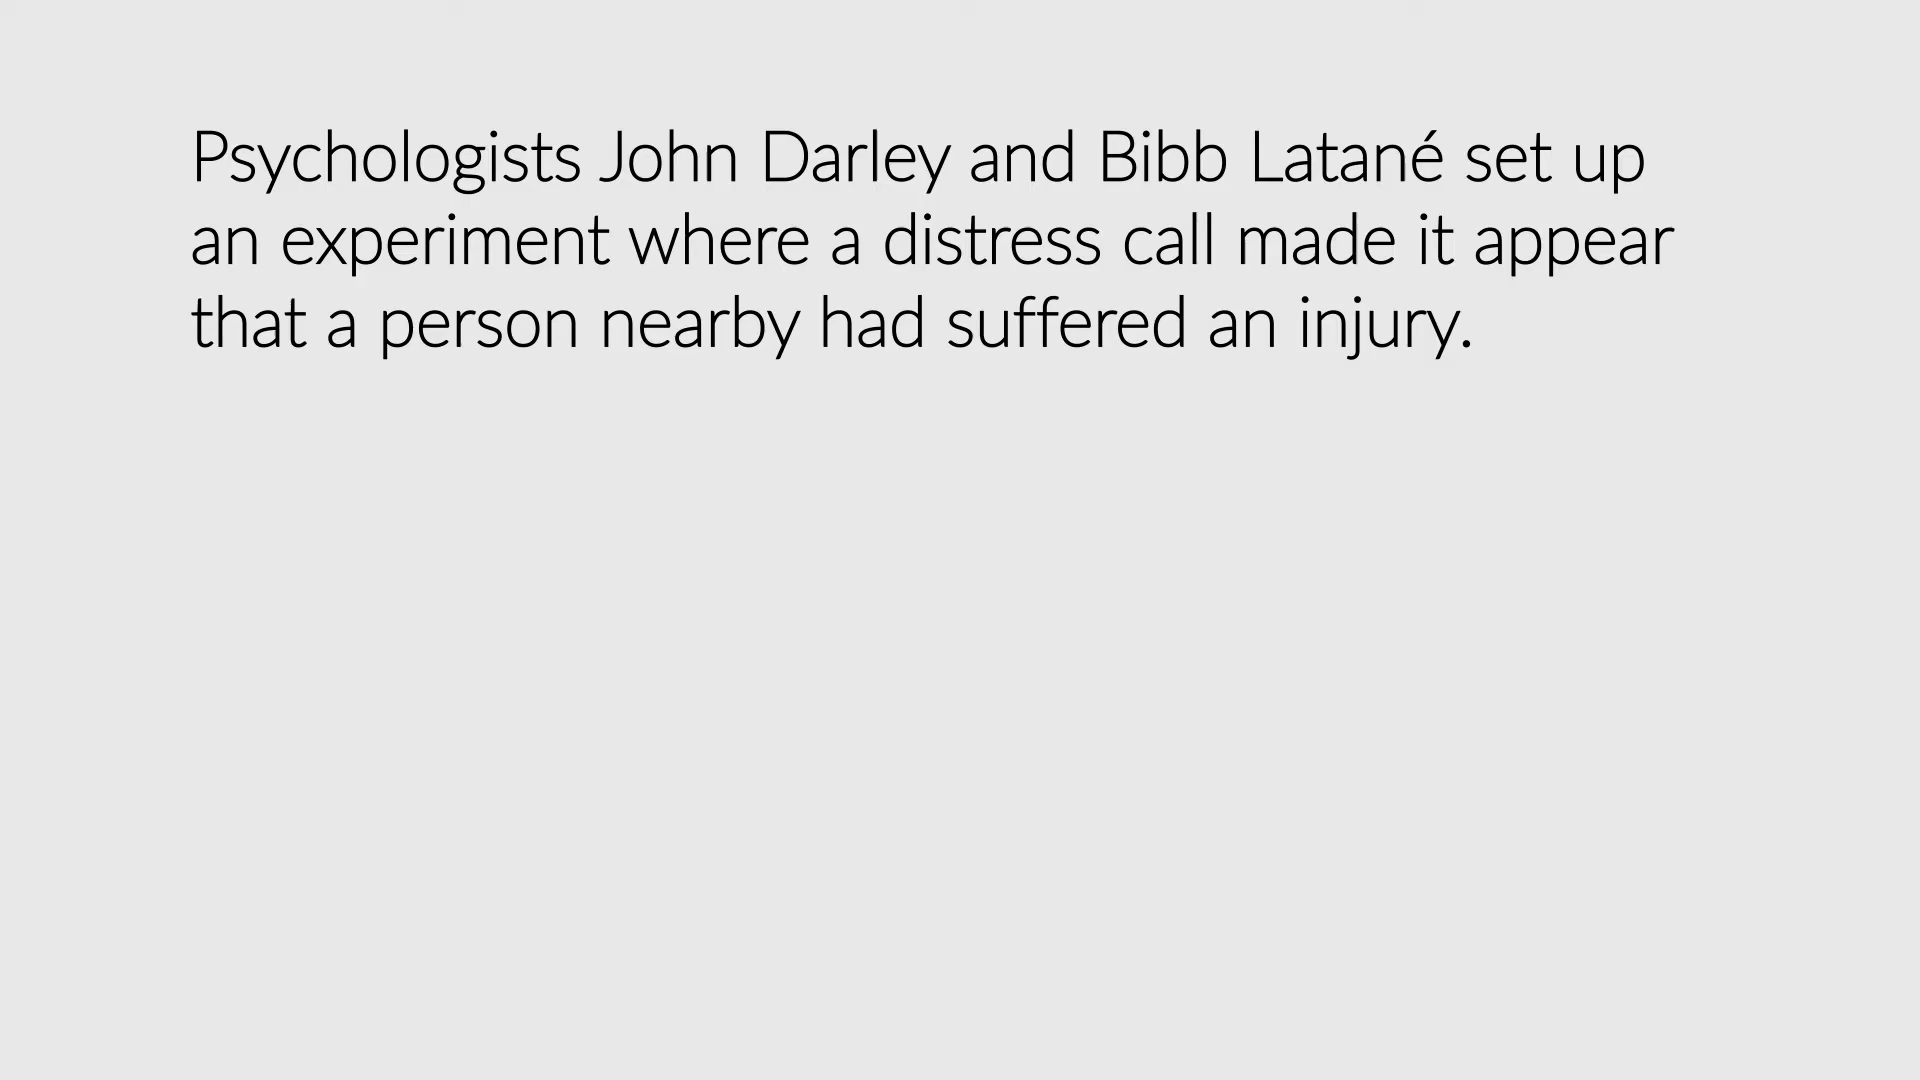 Psychologists John Darley and Bibb Latané set up
an experiment where a distress call made it appear
that a person nearby had suffered an injury.